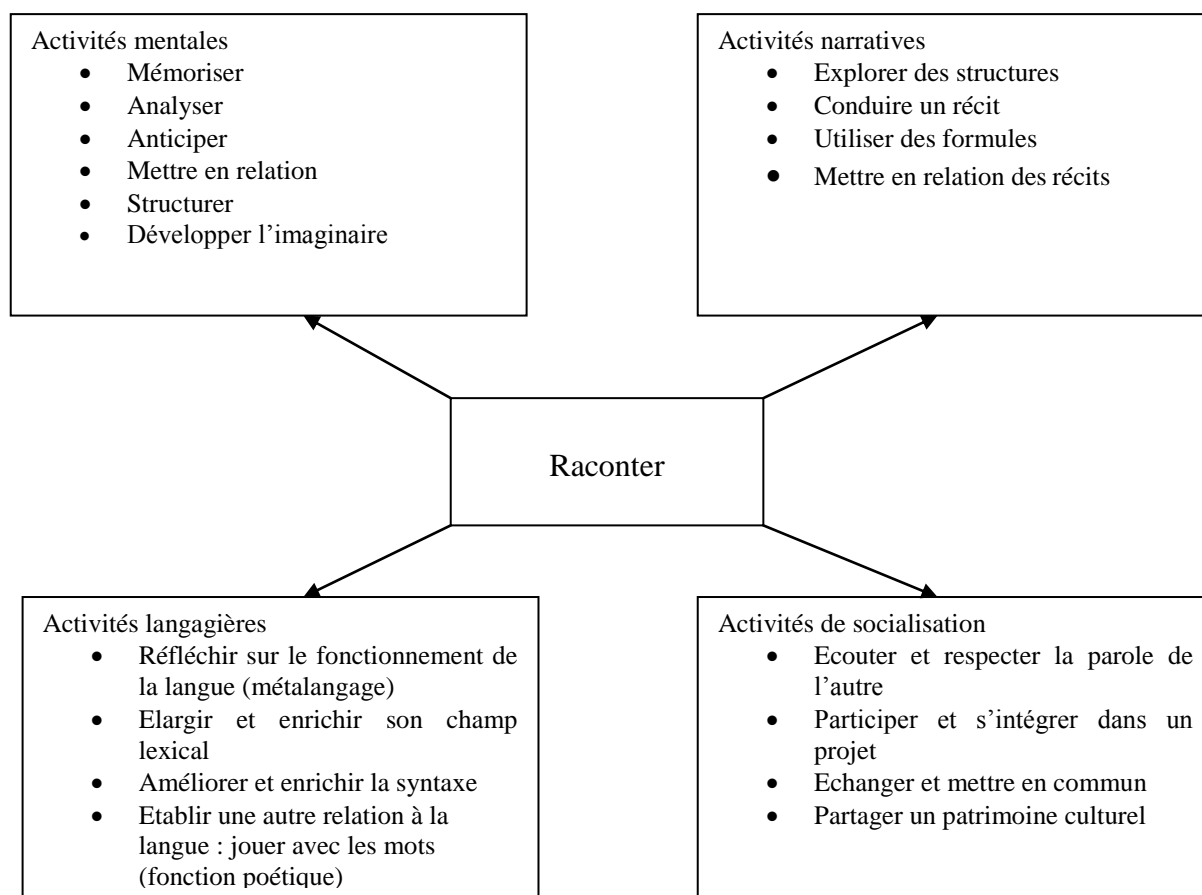 Activités mentales
• Mémoriser
• Analyser
• Anticiper
• Mettre en relation
• Structurer
• Développer l’imaginaire
Activités narratives
• Explorer des structures
• Conduire un récit
• Utiliser des formules
• Mettre en relation des récits
Raconter
Activités langagières
• Réfléchir sur le fonctionnement de
la langue (métalangage)
• Elargir et enrichir son champ
lexical
• Améliorer et enrichir la syntaxe
• Etablir une autre relation à la
langue : jouer avec les mots
(fonction poétique)
Activités de socialisation
• Ecouter et respecter la parole de
l’autre
• Participer et s’intégrer dans un
projet
• Echanger et mettre en commun
• Partager un patrimoine culturel